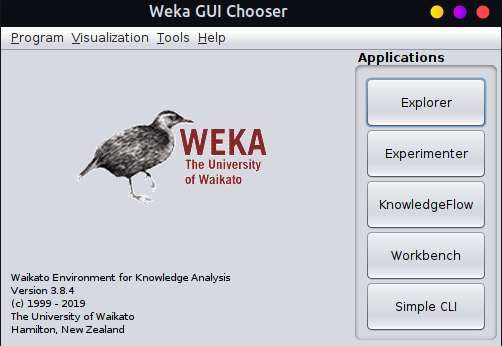 Weka GUI Chooser
Program Visualization Tools Help
Applications
Explorer
Experimenter
KnowledgeFlow
Workbench
Simple CLI
WEKA
The University
of Waikato
Waikato Environment for Knowledge Analysis
Version 3.8.4
(c) 1999 - 2019
The University of Waikato
Hamilton, New Zealand